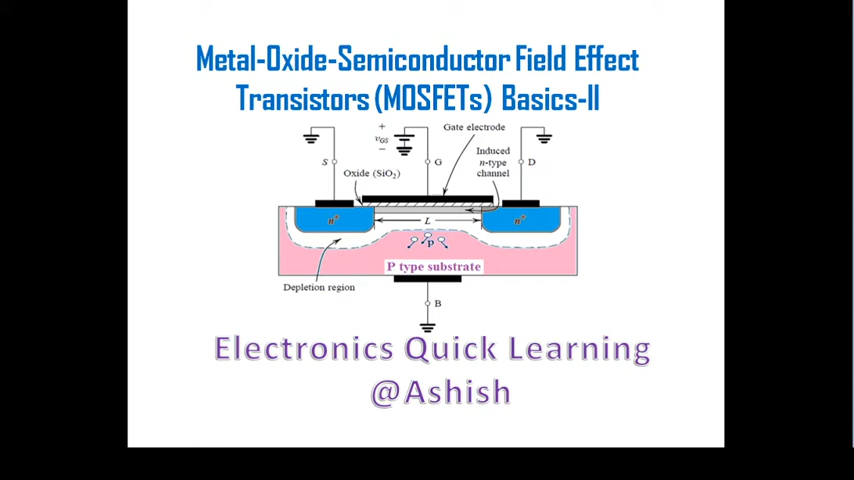 Metal-Oxide-Semiconductor Field Effect
Transistors (MOSFETs) Basics-II
+
vGS
−
Gate electrode
S
G
D
Oxide (SiO2)
Induced
n-type
channel
n+
L
n+
p
P type substrate
Depletion region
B
Electronics Quick Learning
@Ashish